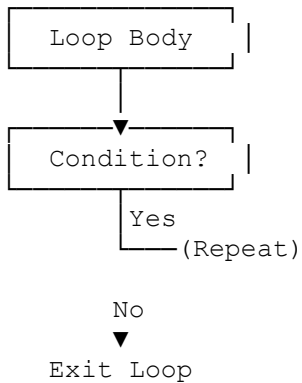 Loop Body
Condition?
Yes
(Repeat)
No
Exit Loop